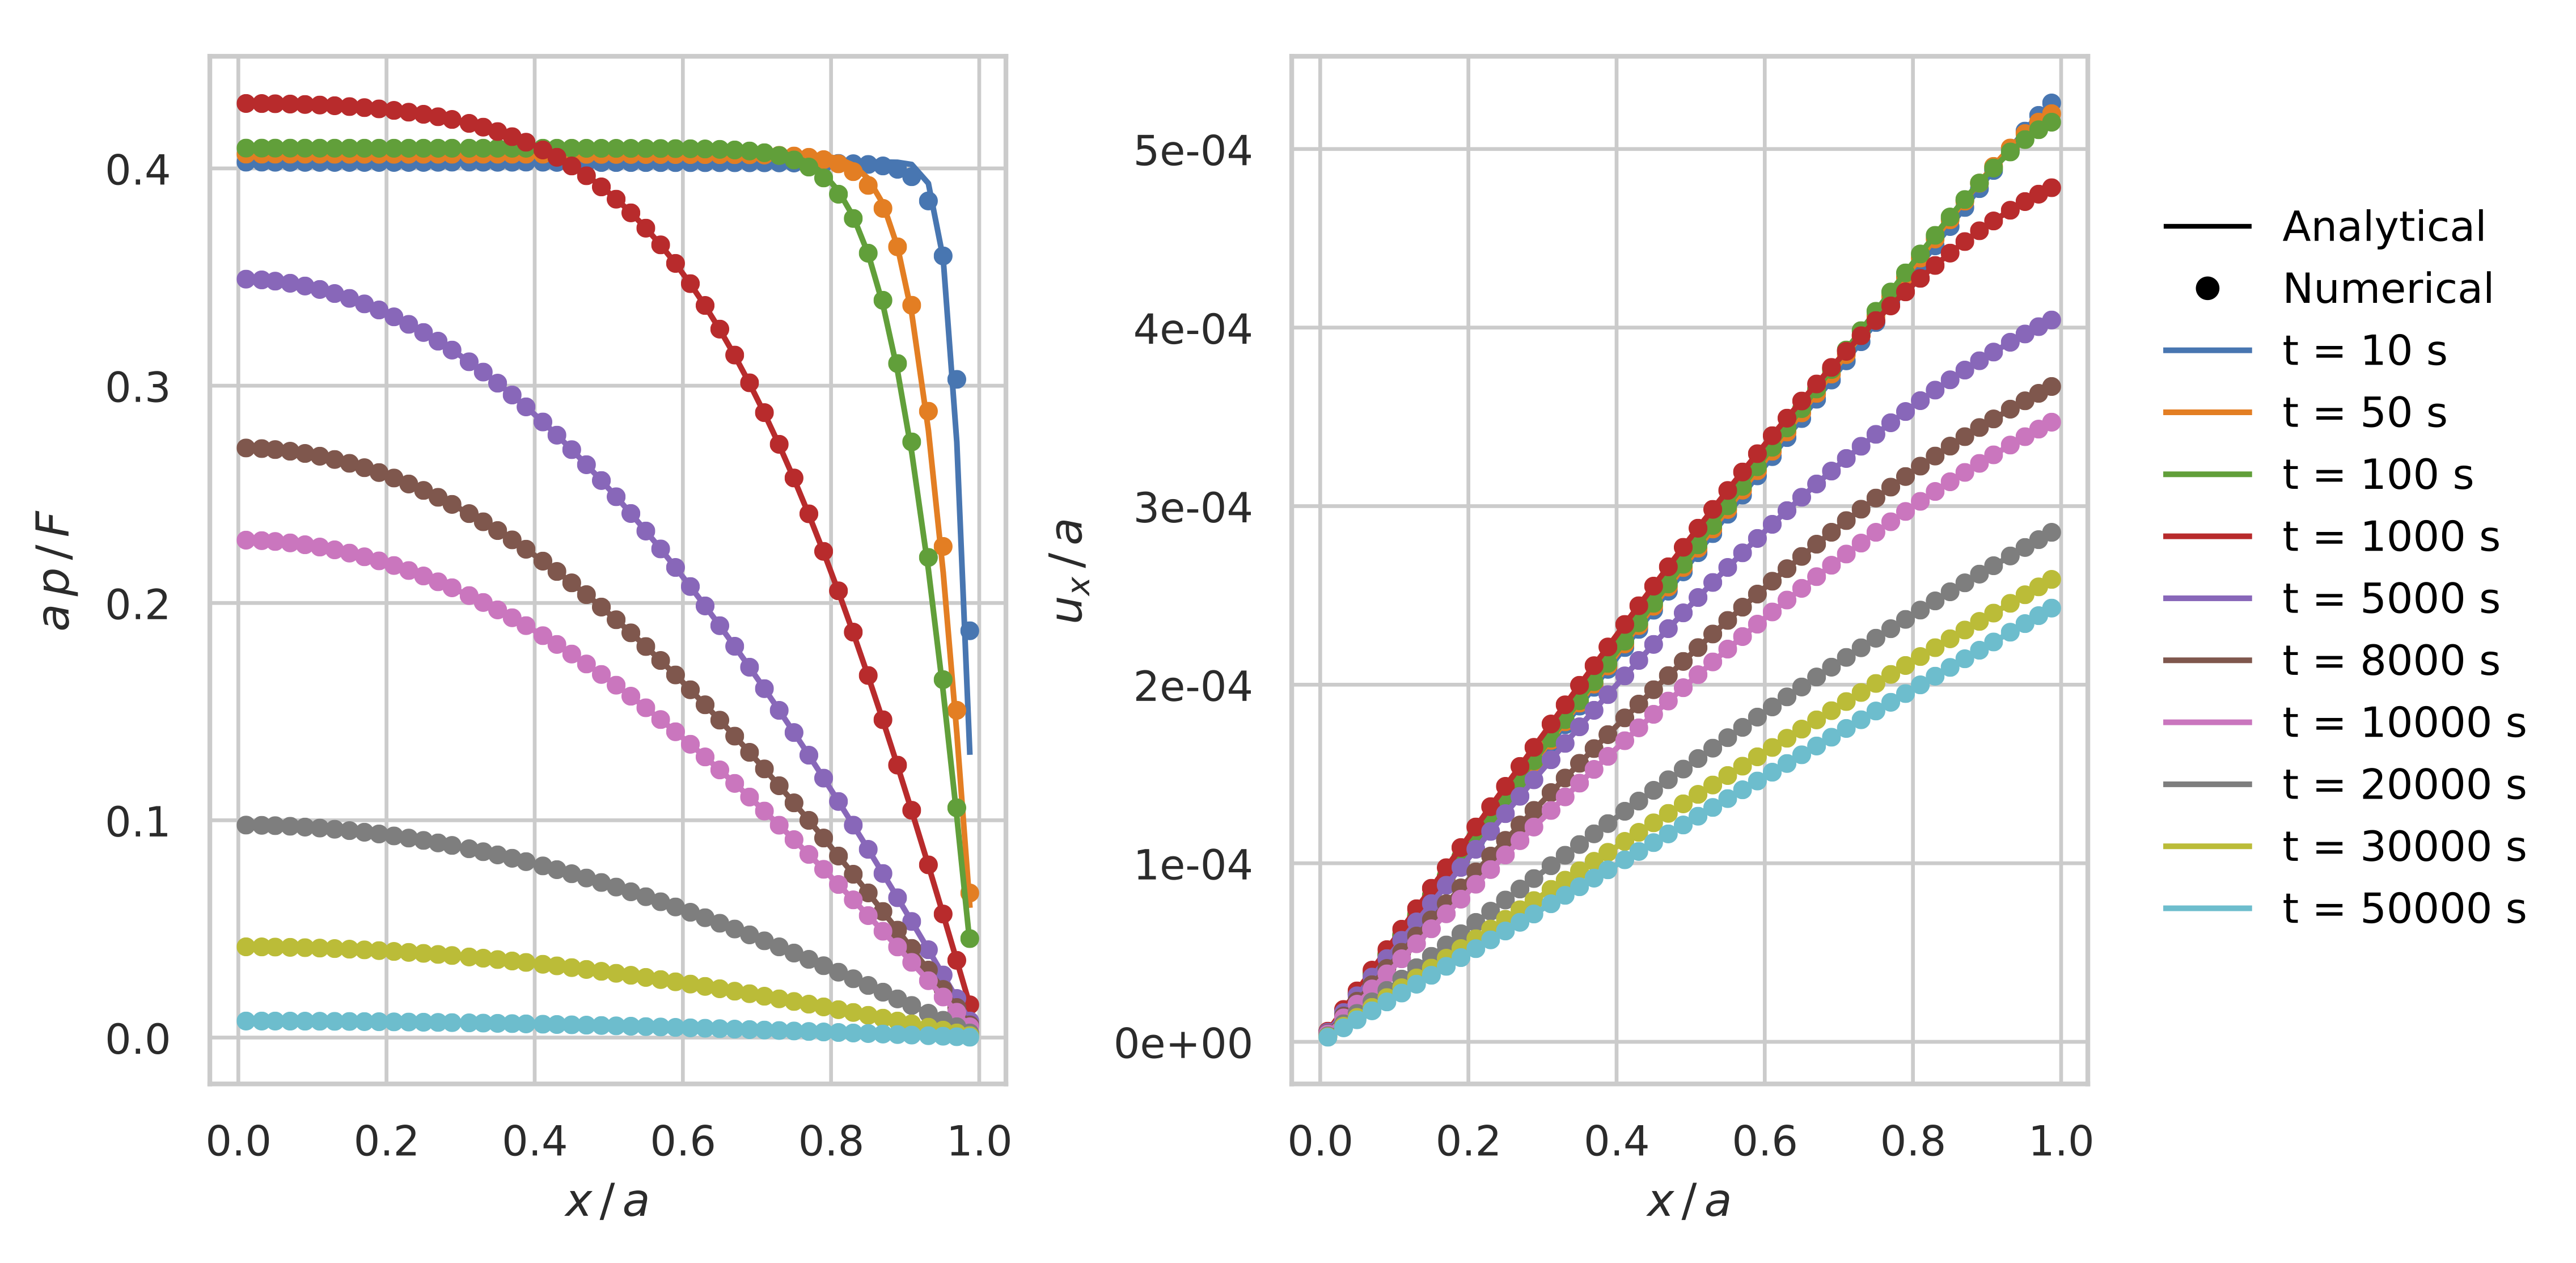 0.4
0.3
0.2
0.1
0.0
a p / F
0.0 0.2 0.4 0.6 0.8 1.0
x / a
5e-04
4e-04
3e-04
2e-04
1e-04
0e+00
u_x / a
0.0 0.2 0.4 0.6 0.8 1.0
x / a
Analytical
Numerical
t = 10 s
t = 50 s
t = 100 s
t = 1000 s
t = 5000 s
t = 8000 s
t = 10000 s
t = 20000 s
t = 30000 s
t = 50000 s